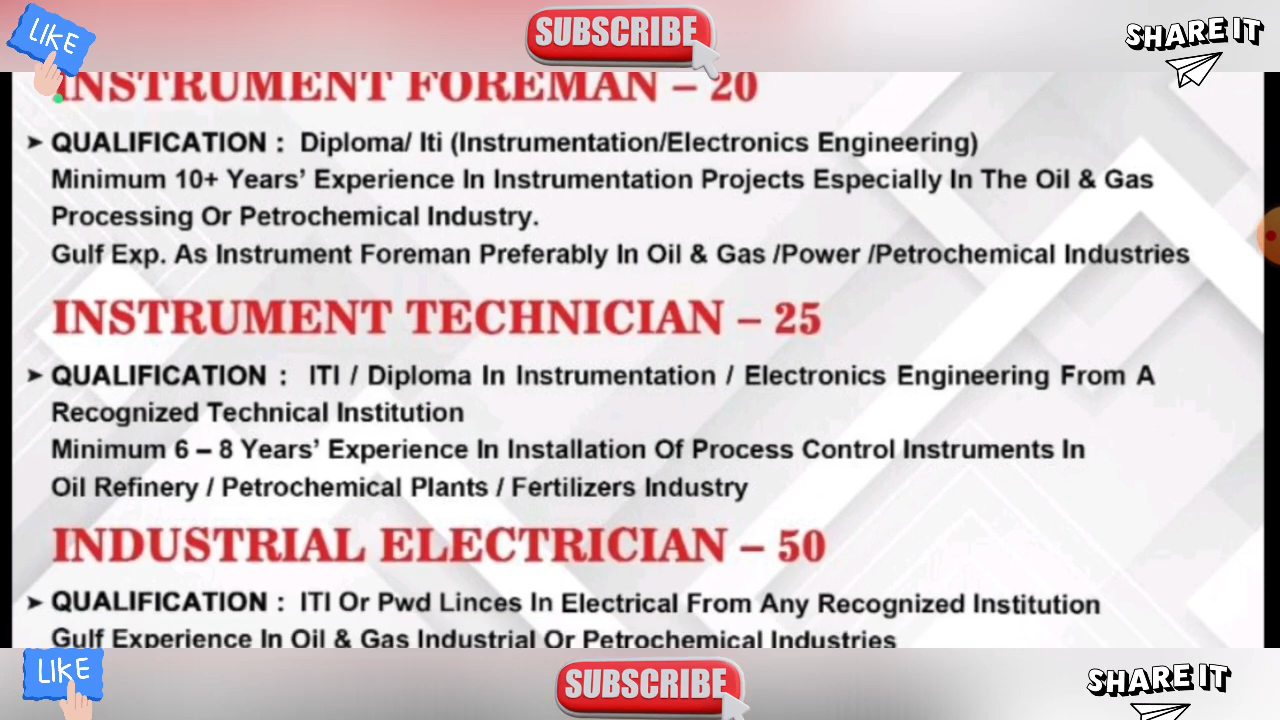 LIKE
SUBSCRIBE
SHARE IT
INSTRUMENT FOREMAN – 20
➤ QUALIFICATION : Diploma/ Iti (Instrumentation/Electronics Engineering)
Minimum 10+ Years’ Experience In Instrumentation Projects Especially In The Oil & Gas
Processing Or Petrochemical Industry.
Gulf Exp. As Instrument Foreman Preferably In Oil & Gas /Power /Petrochemical Industries
INSTRUMENT TECHNICIAN – 25
➤ QUALIFICATION : ITI / Diploma In Instrumentation / Electronics Engineering From A
Recognized Technical Institution
Minimum 6 – 8 Years’ Experience In Installation Of Process Control Instruments In
Oil Refinery / Petrochemical Plants / Fertilizers Industry
INDUSTRIAL ELECTRICIAN – 50
➤ QUALIFICATION : ITI Or Pwd Linces In Electrical From Any Recognized Institution
Gulf Experience In Oil & Gas Industrial Or Petrochemical Industries
LIKE
SUBSCRIBE
SHARE IT